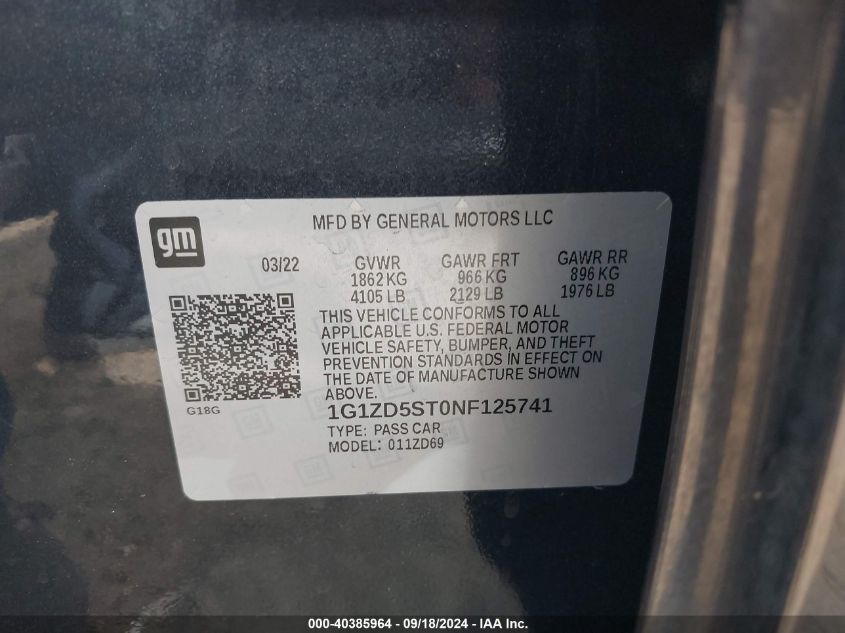 gm
MFD BY GENERAL MOTORS LLC
03/22 GVWR GAWR FRT GAWR RR
1862 KG 966 KG 896 KG
4105 LB 2129 LB 1976 LB
THIS VEHICLE CONFORMS TO ALL
APPLICABLE U.S. FEDERAL MOTOR
VEHICLE SAFETY, BUMPER, AND THEFT
PREVENTION STANDARDS IN EFFECT ON
THE DATE OF MANUFACTURE SHOWN
ABOVE.
G18G
1G1ZD5ST0NF125741
TYPE: PASS CAR
MODEL: 011ZD69
000-40385964 - 09/18/2024 - IAA Inc.